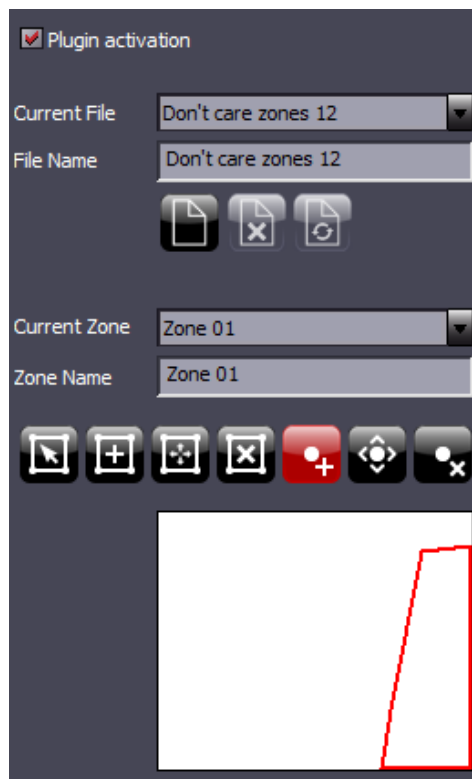 Plugin activation
Current File Don't care zones 12
File Name Don't care zones 12
Current Zone Zone 01
Zone Name Zone 01